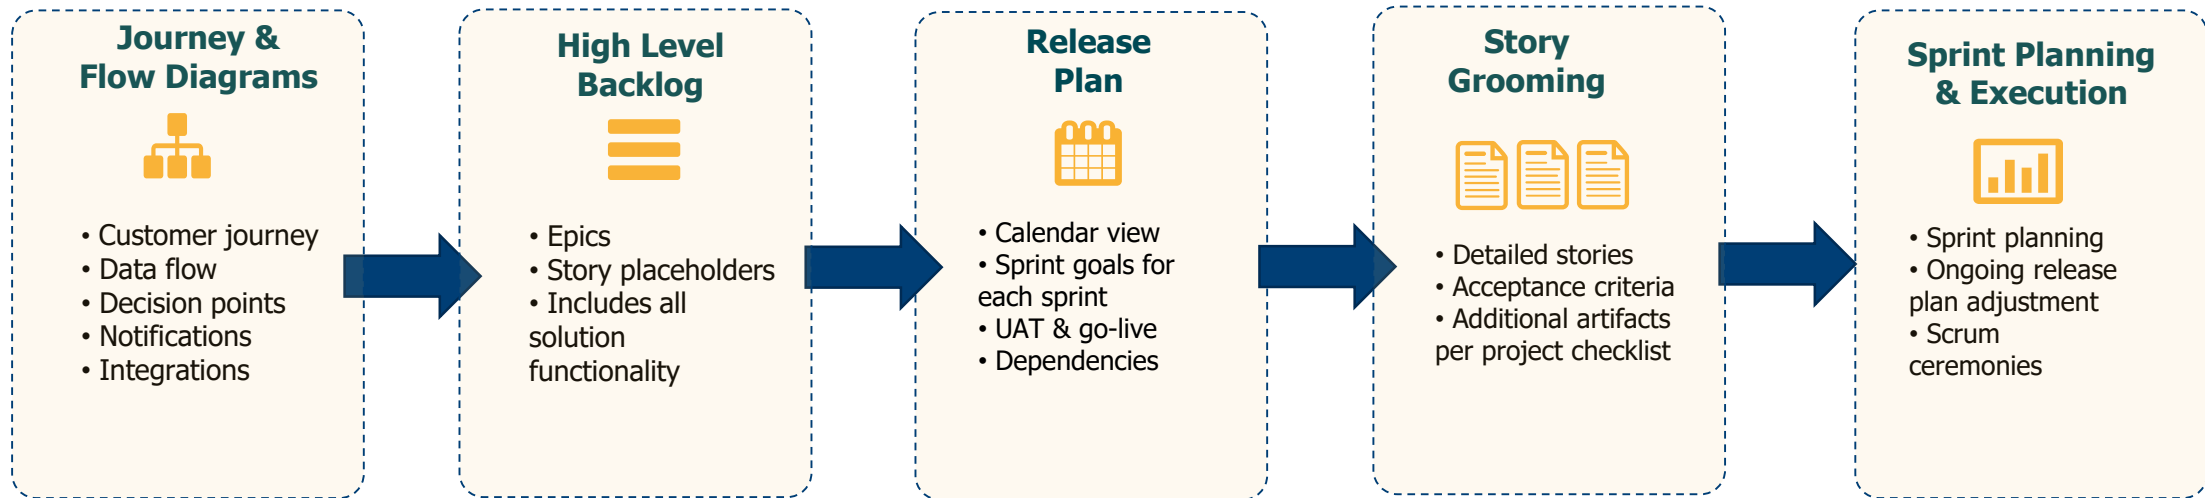 Journey &
Flow Diagrams
• Customer journey
• Data flow
• Decision points
• Notifications
• Integrations
High Level
Backlog
• Epics
• Story placeholders
• Includes all
solution
functionality
Release
Plan
• Calendar view
• Sprint goals for
each sprint
• UAT & go-live
• Dependencies
Story
Grooming
• Detailed stories
• Acceptance criteria
• Additional artifacts
per project checklist
Sprint Planning
& Execution
• Sprint planning
• Ongoing release
plan adjustment
• Scrum
ceremonies